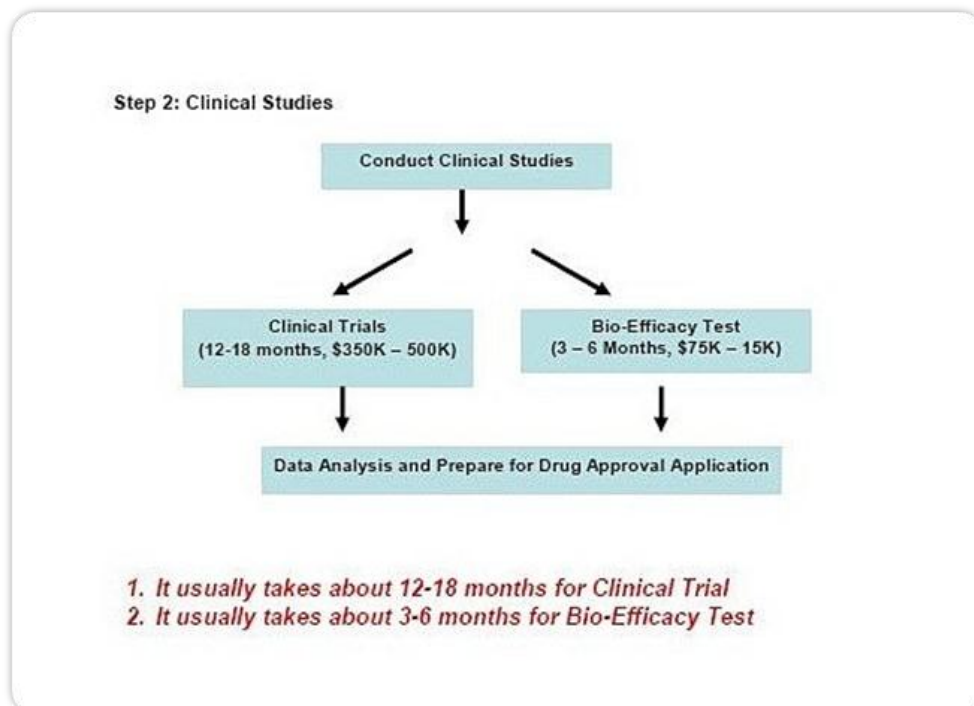 Step 2: Clinical Studies
Conduct Clinical Studies
Clinical Trials
(12-18 months, $350K – 500K)
Bio-Efficacy Test
(3 – 6 Months, $75K – 15K)
Data Analysis and Prepare for Drug Approval Application
1. It usually takes about 12-18 months for Clinical Trial
2. It usually takes about 3-6 months for Bio-Efficacy Test